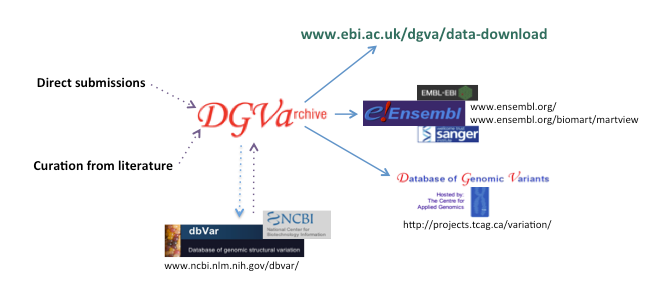 www.ebi.ac.uk/dgva/data-download
Direct submissions
EMBL-EBI
DGVarchive
e!Ensembl
www.ensembl.org/
www.ensembl.org/biomart/martview
wellcome trust
sanger
institute
Curation from literature
Database of Genomic Variants
Hosted by:
The Centre for
Applied Genomics
http://projects.tcag.ca/variation/
NCBI
National Center for
Biotechnology Information
dbVar
Database of genomic structural variation
www.ncbi.nlm.nih.gov/dbvar/